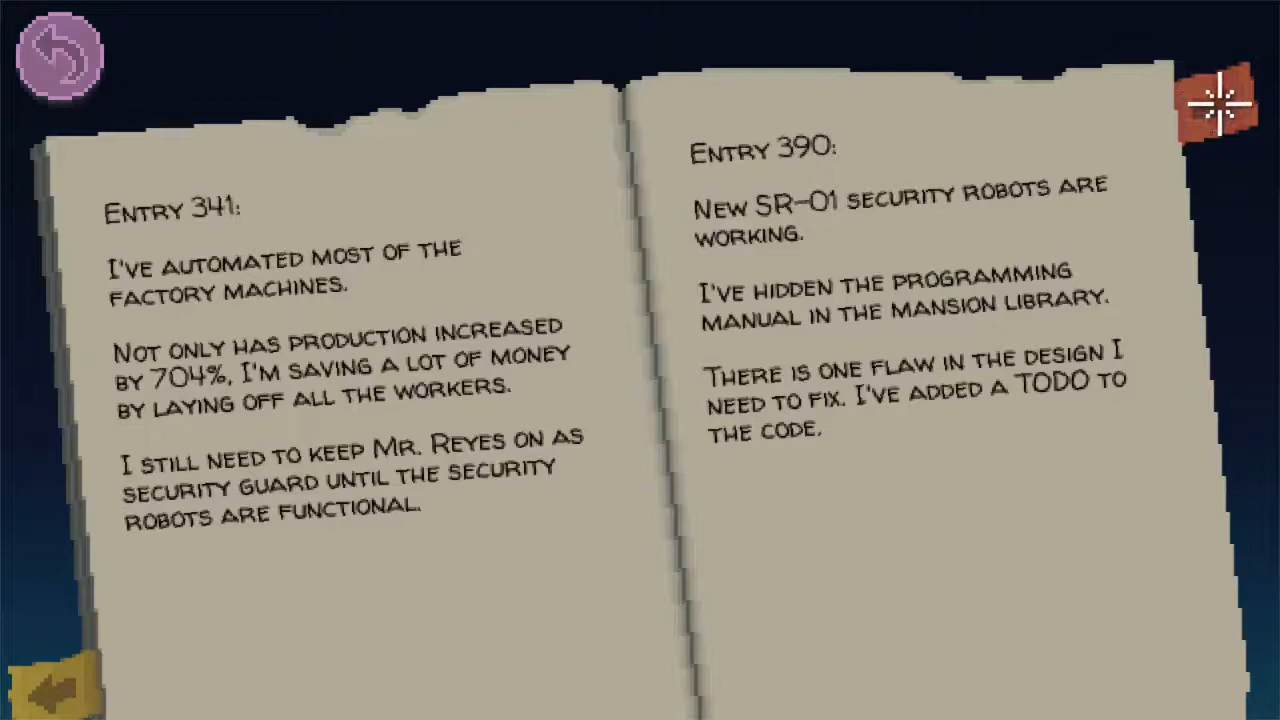 Entry 341:
I've automated most of the
factory machines.
Not only has production increased
by 704%, I'm saving a lot of money
by laying off all the workers.
I still need to keep Mr. Reyes on as
security guard until the security
robots are functional.
Entry 390:
New SR-01 security robots are
working.
I've hidden the programming
manual in the mansion library.
There is one flaw in the design I
need to fix. I've added a TODO to
the code.